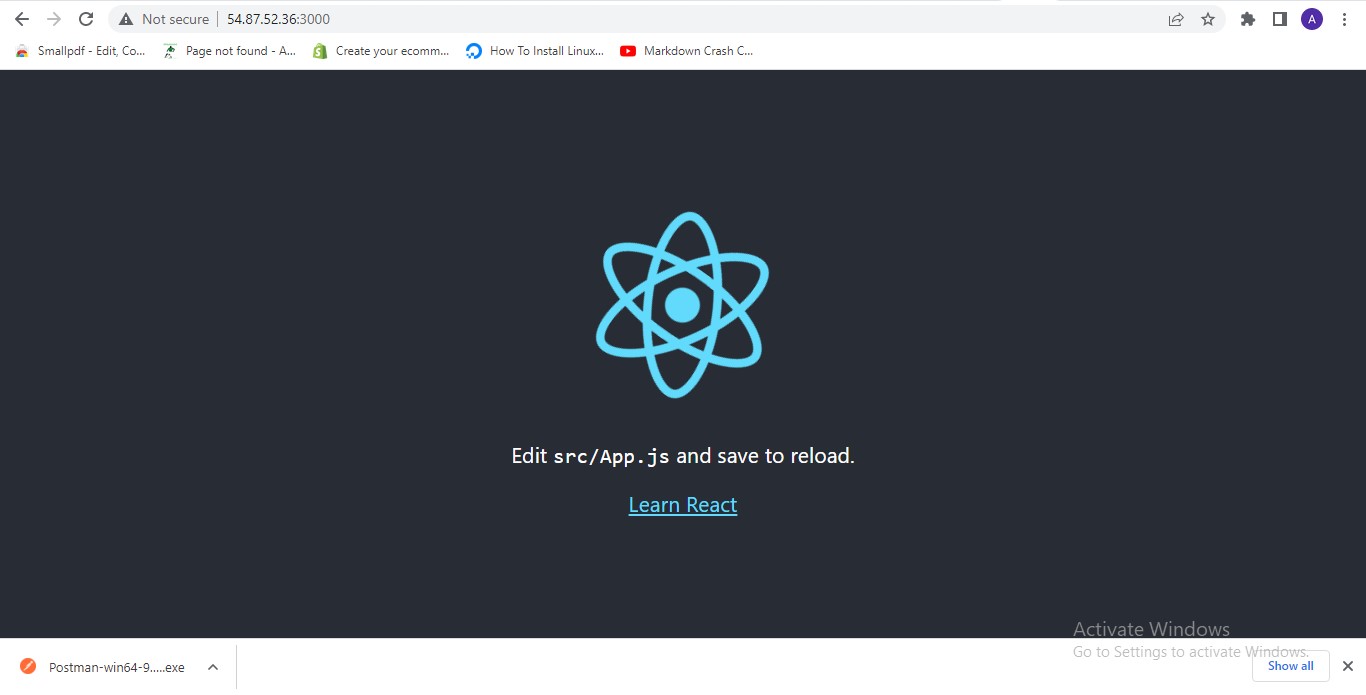 Not secure 54.87.52.36:3000 A
Smallpdf - Edit, Co... Page not found - A... Create your ecomm... How To Install Linux... Markdown Crash C...
Edit src/App.js and save to reload.
Learn React
Activate Windows
Go to Settings to activate Windows.
Postman-win64-9.....exe Show all